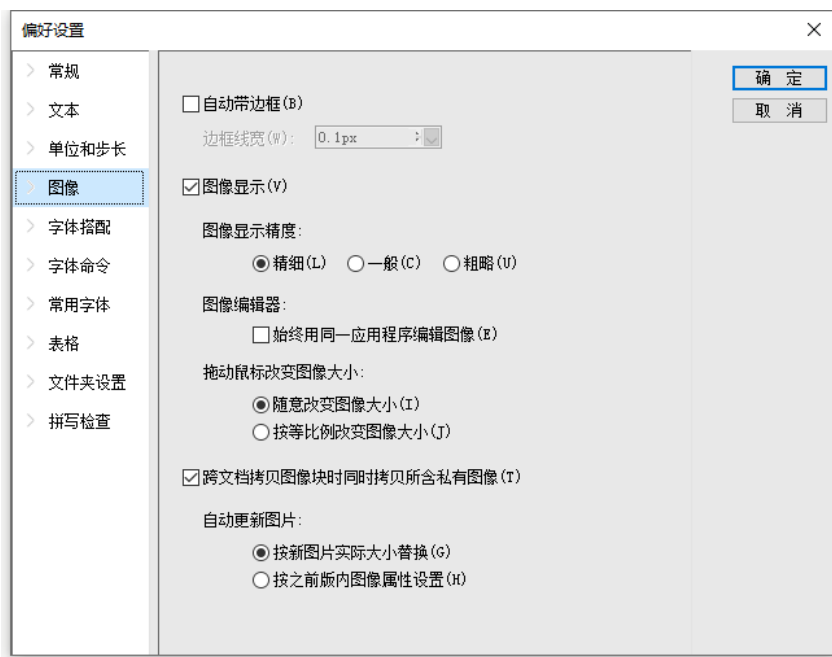 偏好设置
常规
文本
单位和步长
图像
字体搭配
字体命令
常用字体
表格
文件夹设置
拼写检查
自动带边框(B)
边框线宽(W): 0.1px
图像显示(V)
图像显示精度:
精细(L) 一般(C) 粗略(U)
图像编辑器:
始终用同一应用程序编辑图像(E)
拖动鼠标改变图像大小:
随意改变图像大小(I)
按等比例改变图像大小(J)
跨文档拷贝图像块时同时拷贝所含私有图像(T)
自动更新图片:
按新图片实际大小替换(G)
按之前版内图像属性设置(H)
确 定
取 消